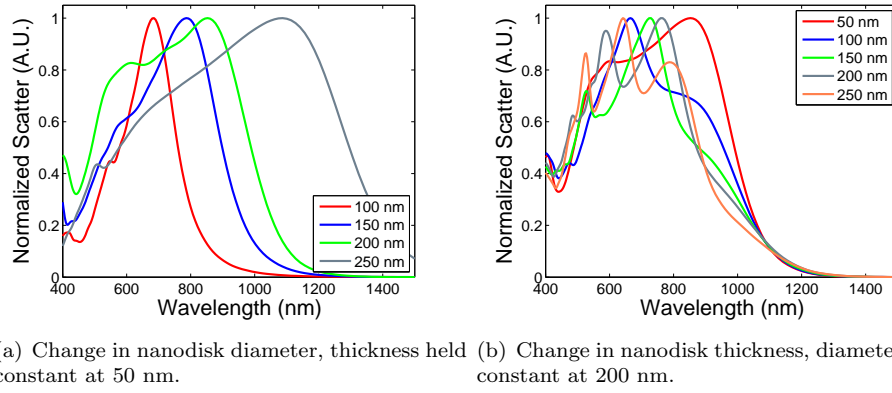 (a)
Normalized Scatter (A.U.)
1
0.8
0.6
0.4
0.2
0
400 600 800 1000 1200 1400
Wavelength (nm)
100 nm
150 nm
200 nm
250 nm
(b)
Normalized Scatter (A.U.)
1
0.8
0.6
0.4
0.2
0
400 600 800 1000 1200 1400
Wavelength (nm)
50 nm
100 nm
150 nm
200 nm
250 nm
a) Change in nanodisk diameter, thickness held
constant at 50 nm.
(b) Change in nanodisk thickness, diamete
constant at 200 nm.